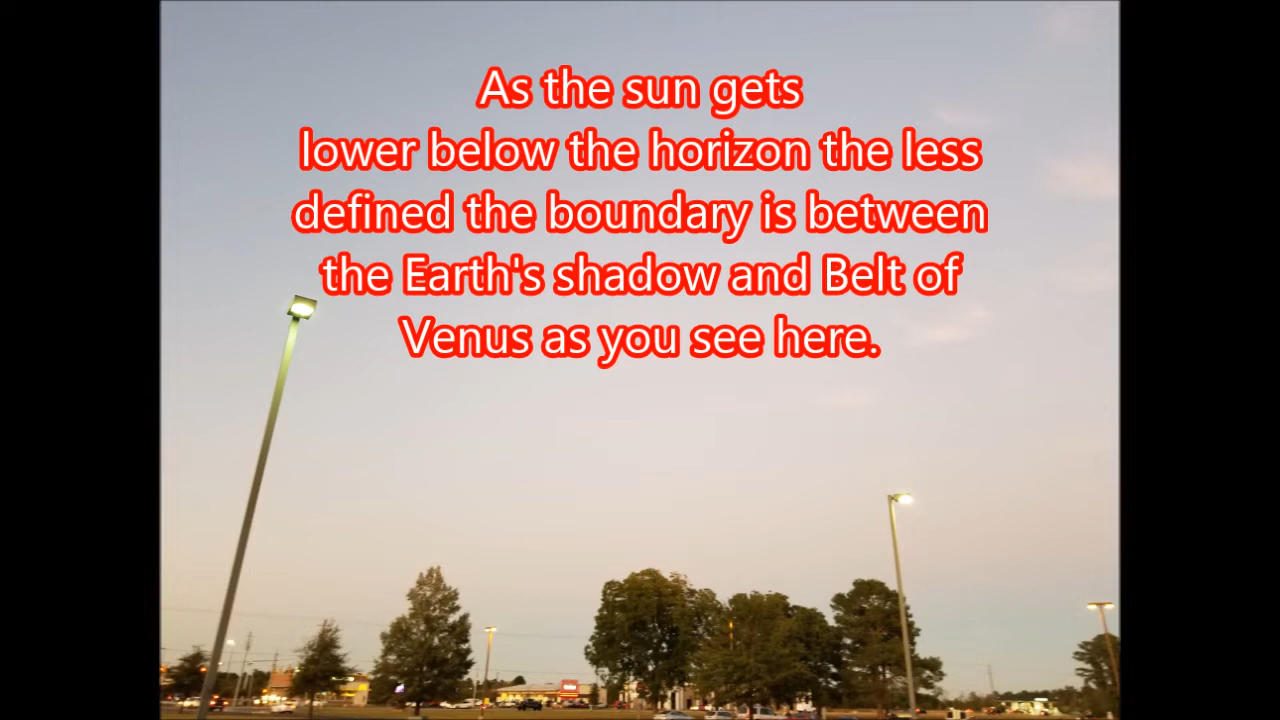 As the sun gets
lower below the horizon the less
defined the boundary is between
the Earth's shadow and Belt of
Venus as you see here.